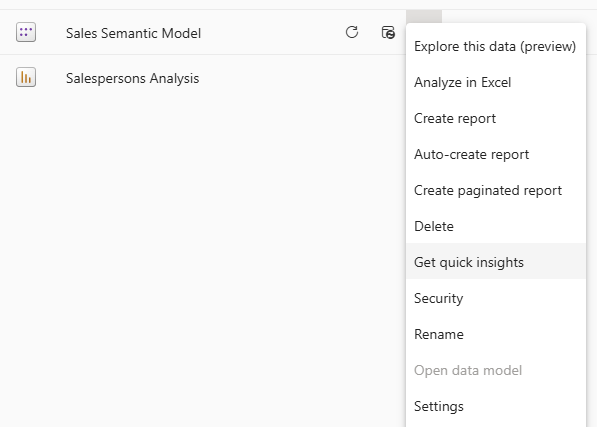 Sales Semantic Model
Explore this data (preview)
Salespersons Analysis
Analyze in Excel
Create report
Auto-create report
Create paginated report
Delete
Get quick insights
Security
Rename
Open data model
Settings